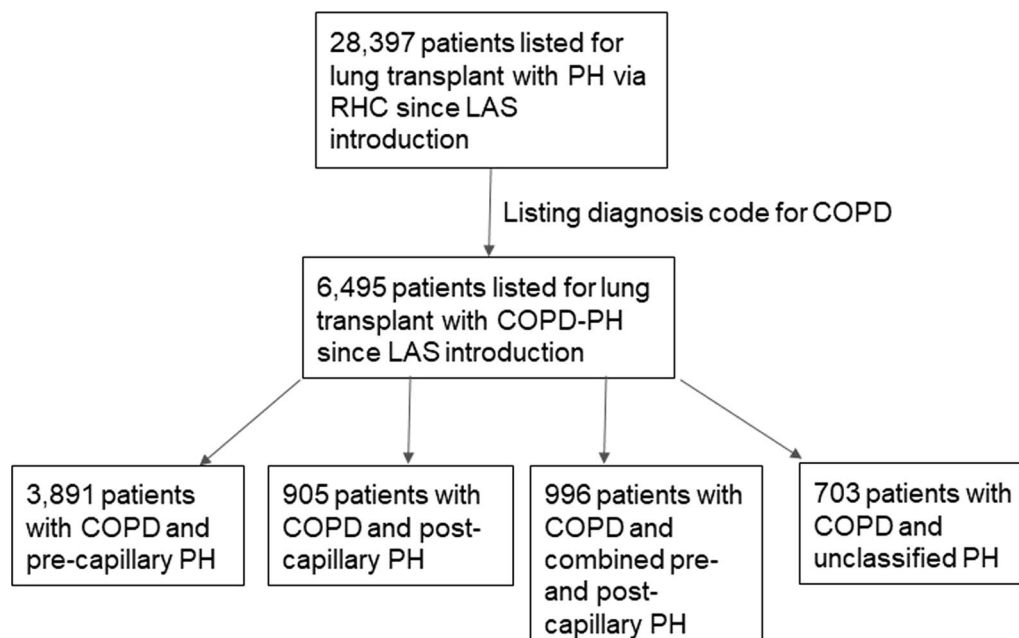 28,397 patients listed for
lung transplant with PH via
RHC since LAS
introduction
Listing diagnosis code for COPD
6,495 patients listed for lung
transplant with COPD-PH
since LAS introduction
3,891 patients
with COPD and
pre-capillary PH
905 patients with
COPD and post-
capillary PH
996 patients with
COPD and
combined pre-
and post-
capillary PH
703 patients with
COPD and
unclassified PH